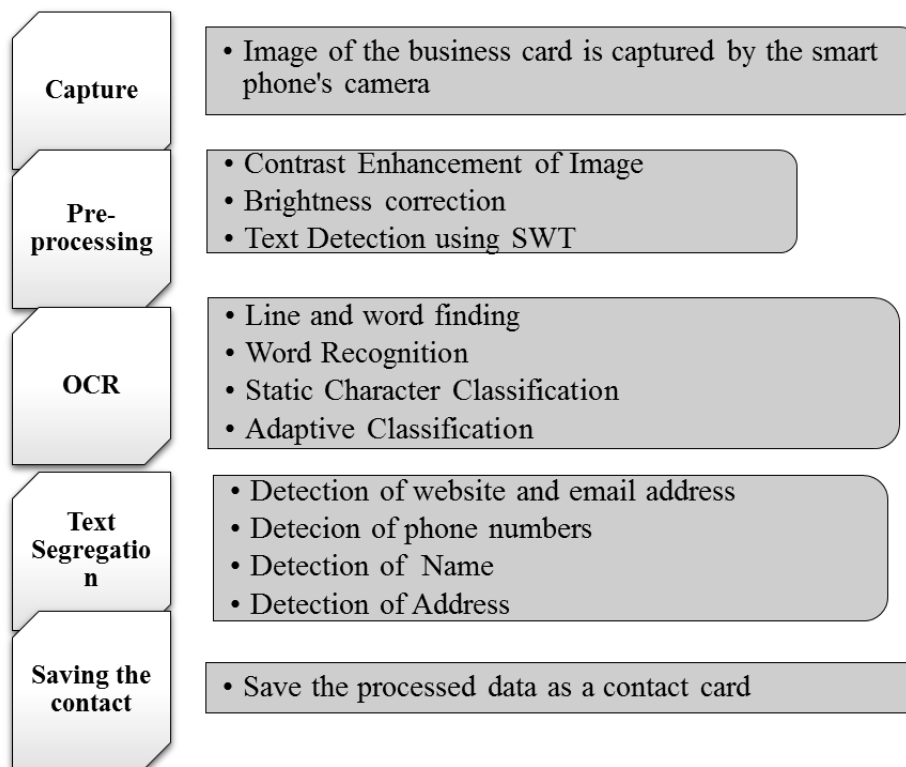 Capture
• Image of the business card is captured by the smart
phone's camera
Pre-
processing
• Contrast Enhancement of Image
• Brightness correction
• Text Detection using SWT
OCR
• Line and word finding
• Word Recognition
• Static Character Classification
• Adaptive Classification
Text
Segregatio
n
• Detection of website and email address
• Detecion of phone numbers
• Detection of Name
• Detection of Address
Saving the
contact
• Save the processed data as a contact card